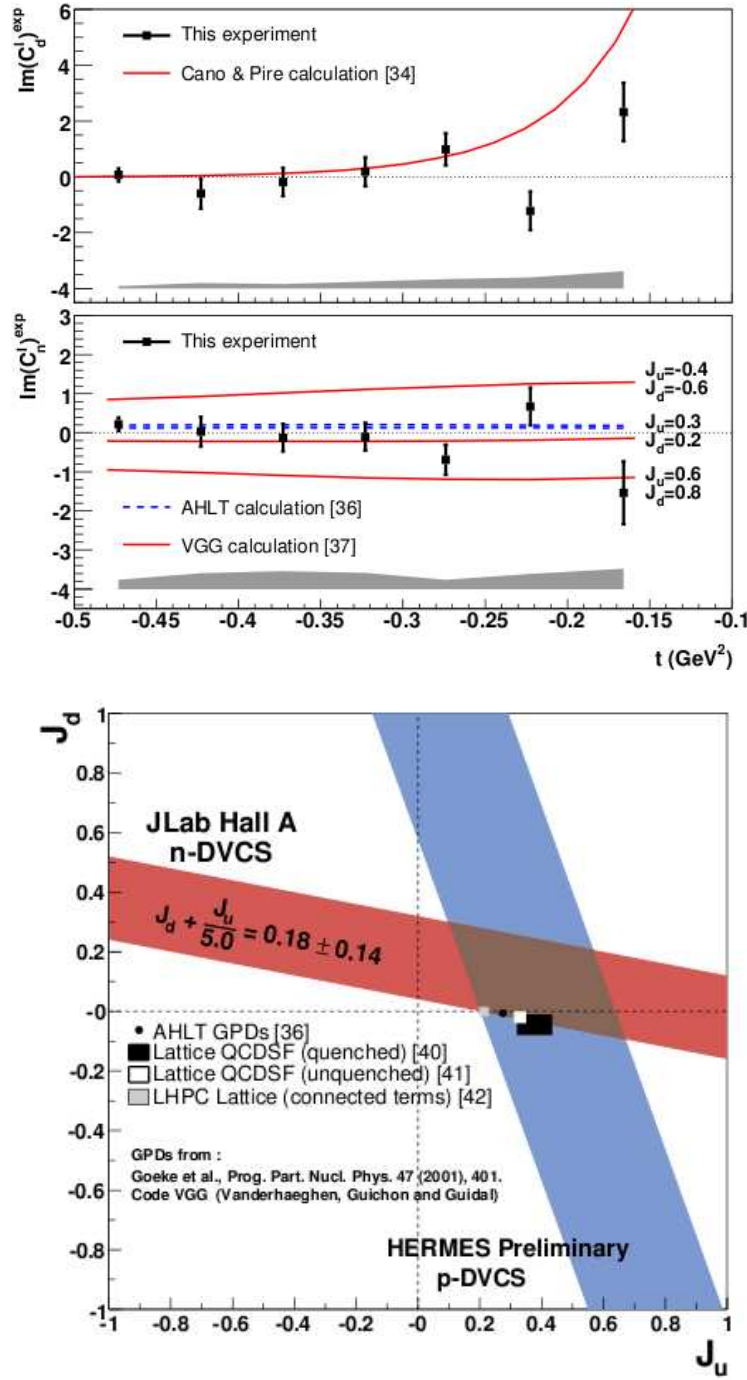 Im(C^I_d)^exp
6
4
2
0
-2
-4
This experiment
Cano & Pire calculation [34]
Im(C^I_n)^exp
3
2
1
0
-1
-2
-3
-4
This experiment
J_u=-0.4
J_d=-0.6
J_u=0.3
J_d=0.2
J_u=0.6
J_d=0.8
AHLT calculation [36]
VGG calculation [37]
-0.5 -0.45 -0.4 -0.35 -0.3 -0.25 -0.2 -0.15 -0.1
t (GeV²)
J_d
1
0.8
0.6
0.4
0.2
-0
-0.2
-0.4
-0.6
-0.8
-1
JLab Hall A
n-DVCS
J_d + J_u/5.0 = 0.18 ± 0.14
AHLT GPDs [36]
Lattice QCDSF (quenched) [40]
Lattice QCDSF (unquenched) [41]
LHPC Lattice (connected terms) [42]
GPDs from :
Goeke et al., Prog. Part. Nucl. Phys. 47 (2001), 401.
Code VGG (Vanderhaeghen, Guichon and Guidal)
HERMES Preliminary
p-DVCS
-1 -0.8 -0.6 -0.4 -0.2 -0 0.2 0.4 0.6 0.8 1
J_u